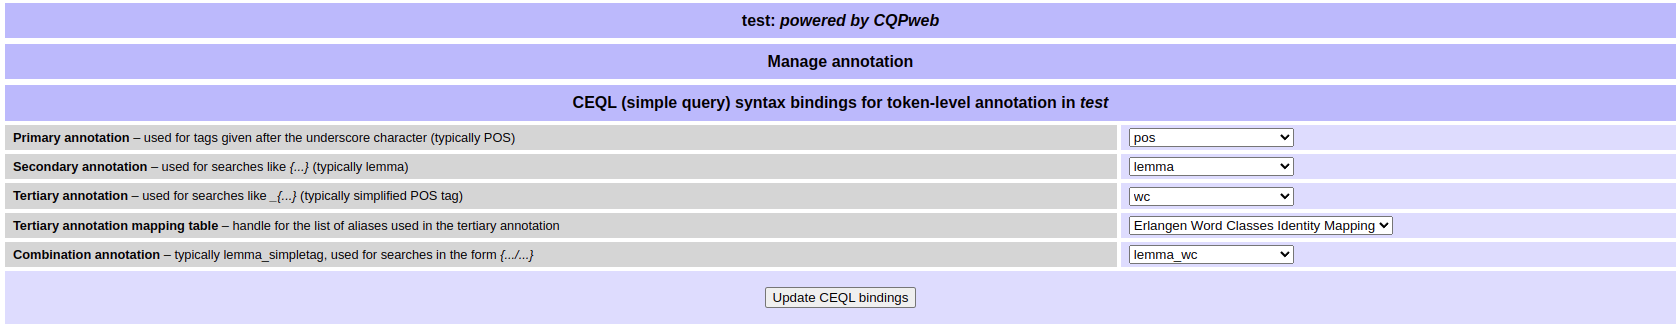 test: powered by CQPweb
Manage annotation
CEQL (simple query) syntax bindings for token-level annotation in test
Primary annotation – used for tags given after the underscore character (typically POS) pos
Secondary annotation – used for searches like {...} (typically lemma) lemma
Tertiary annotation – used for searches like _{...} (typically simplified POS tag) wc
Tertiary annotation mapping table – handle for the list of aliases used in the tertiary annotation Erlangen Word Classes Identity Mapping
Combination annotation – typically lemma_simpletag, used for searches in the form {.../...} lemma_wc
Update CEQL bindings